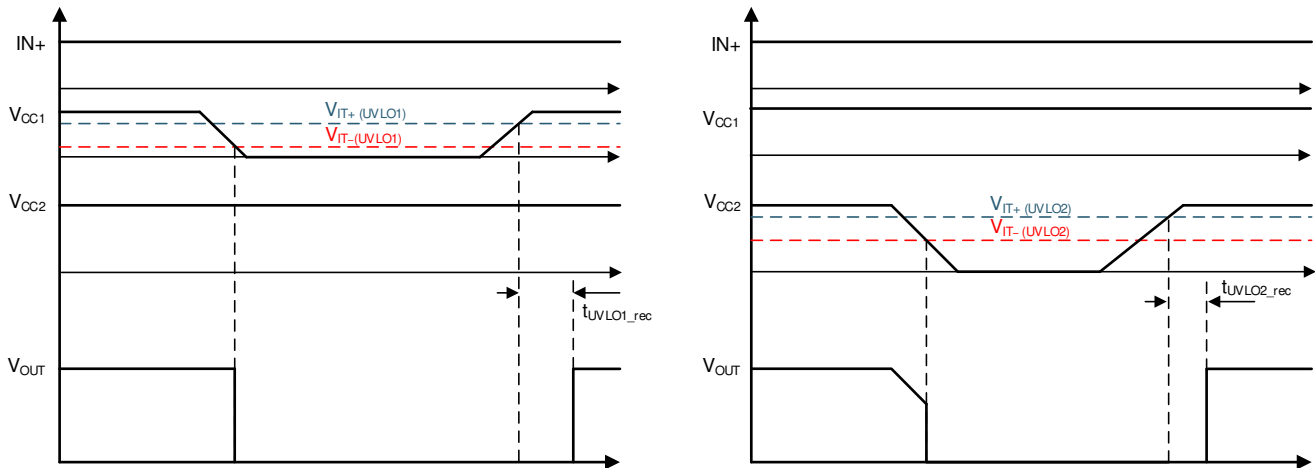 IN+
VCC1
VIT+ (UVLO1)
VIT−(UVLO1)
VCC2
tUVLO1_rec
VOUT
IN+
VCC1
VCC2
VIT+ (UVLO2)
VIT− (UVLO2)
tUVLO2_rec
VOUT